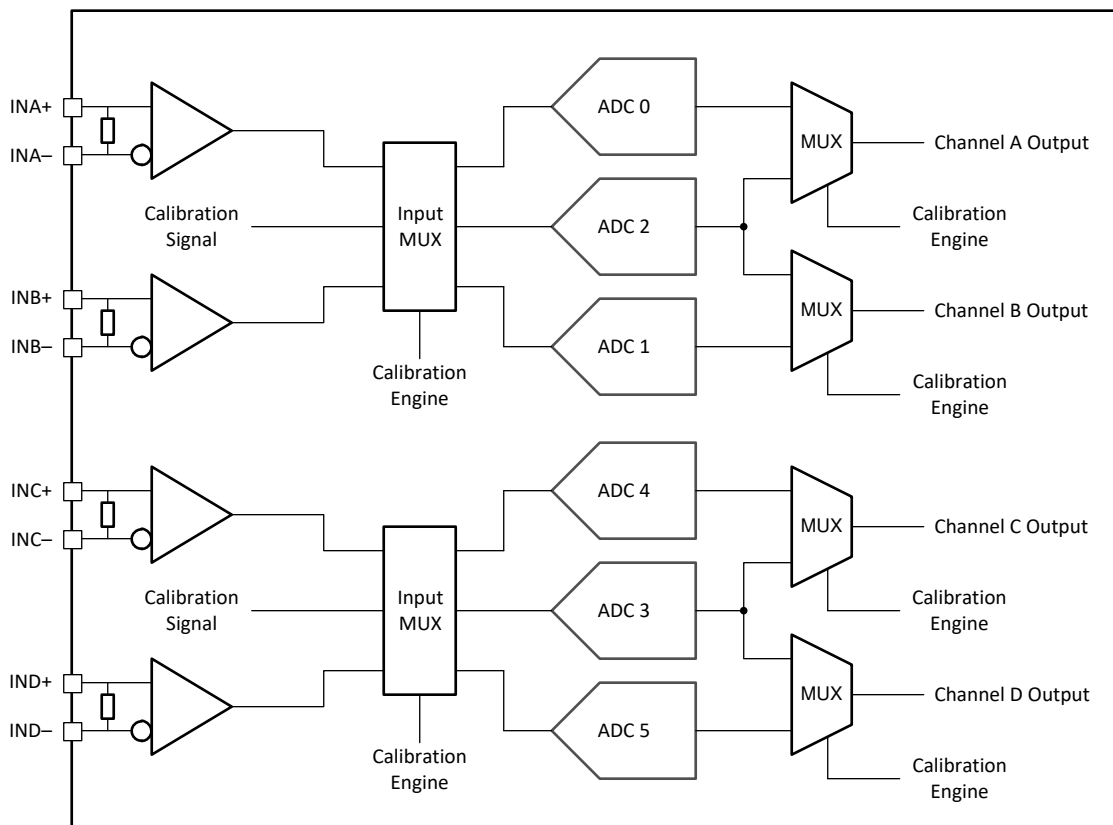 INA+
INA–
ADC 0
MUX
Channel A Output
Calibration
Signal
Input
MUX
ADC 2
Calibration
Engine
INB+
INB–
ADC 1
MUX
Channel B Output
Calibration
Engine
Calibration
Engine
INC+
INC–
ADC 4
MUX
Channel C Output
Calibration
Signal
Input
MUX
ADC 3
Calibration
Engine
IND+
IND–
ADC 5
MUX
Channel D Output
Calibration
Engine
Calibration
Engine